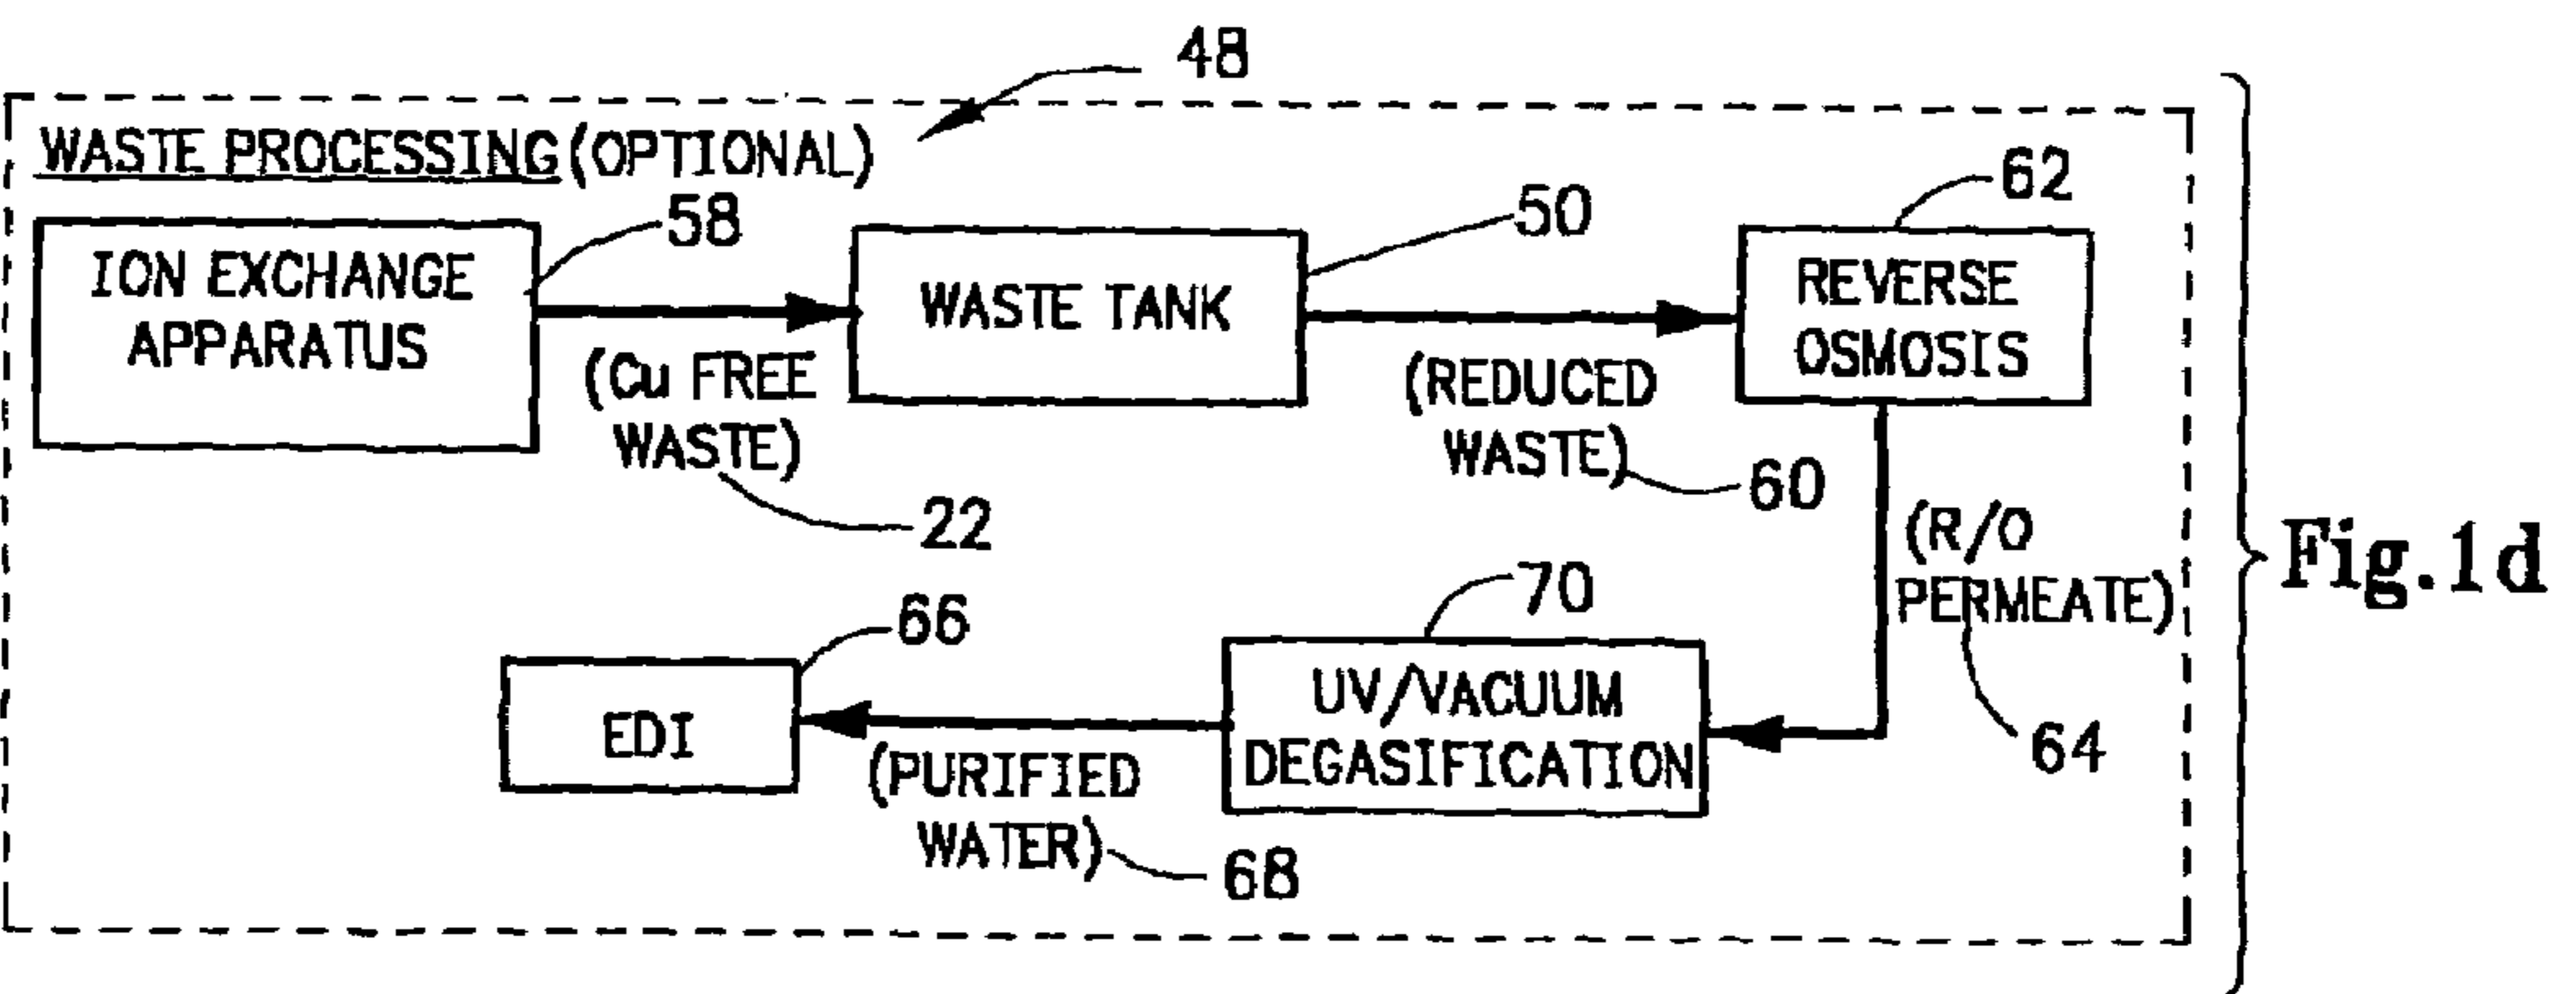 48
WASTE PROCESSING (OPTIONAL)
58
ION EXCHANGE
APPARATUS
(Cu FREE
WASTE)
22
50
WASTE TANK
(REDUCED
WASTE)
60
62
REVERSE
OSMOSIS
(R/O
PERMEATE)
64
70
UV/VACUUM
DEGASIFICATION
(PURIFIED
WATER)
68
66
EDI
Fig.1d